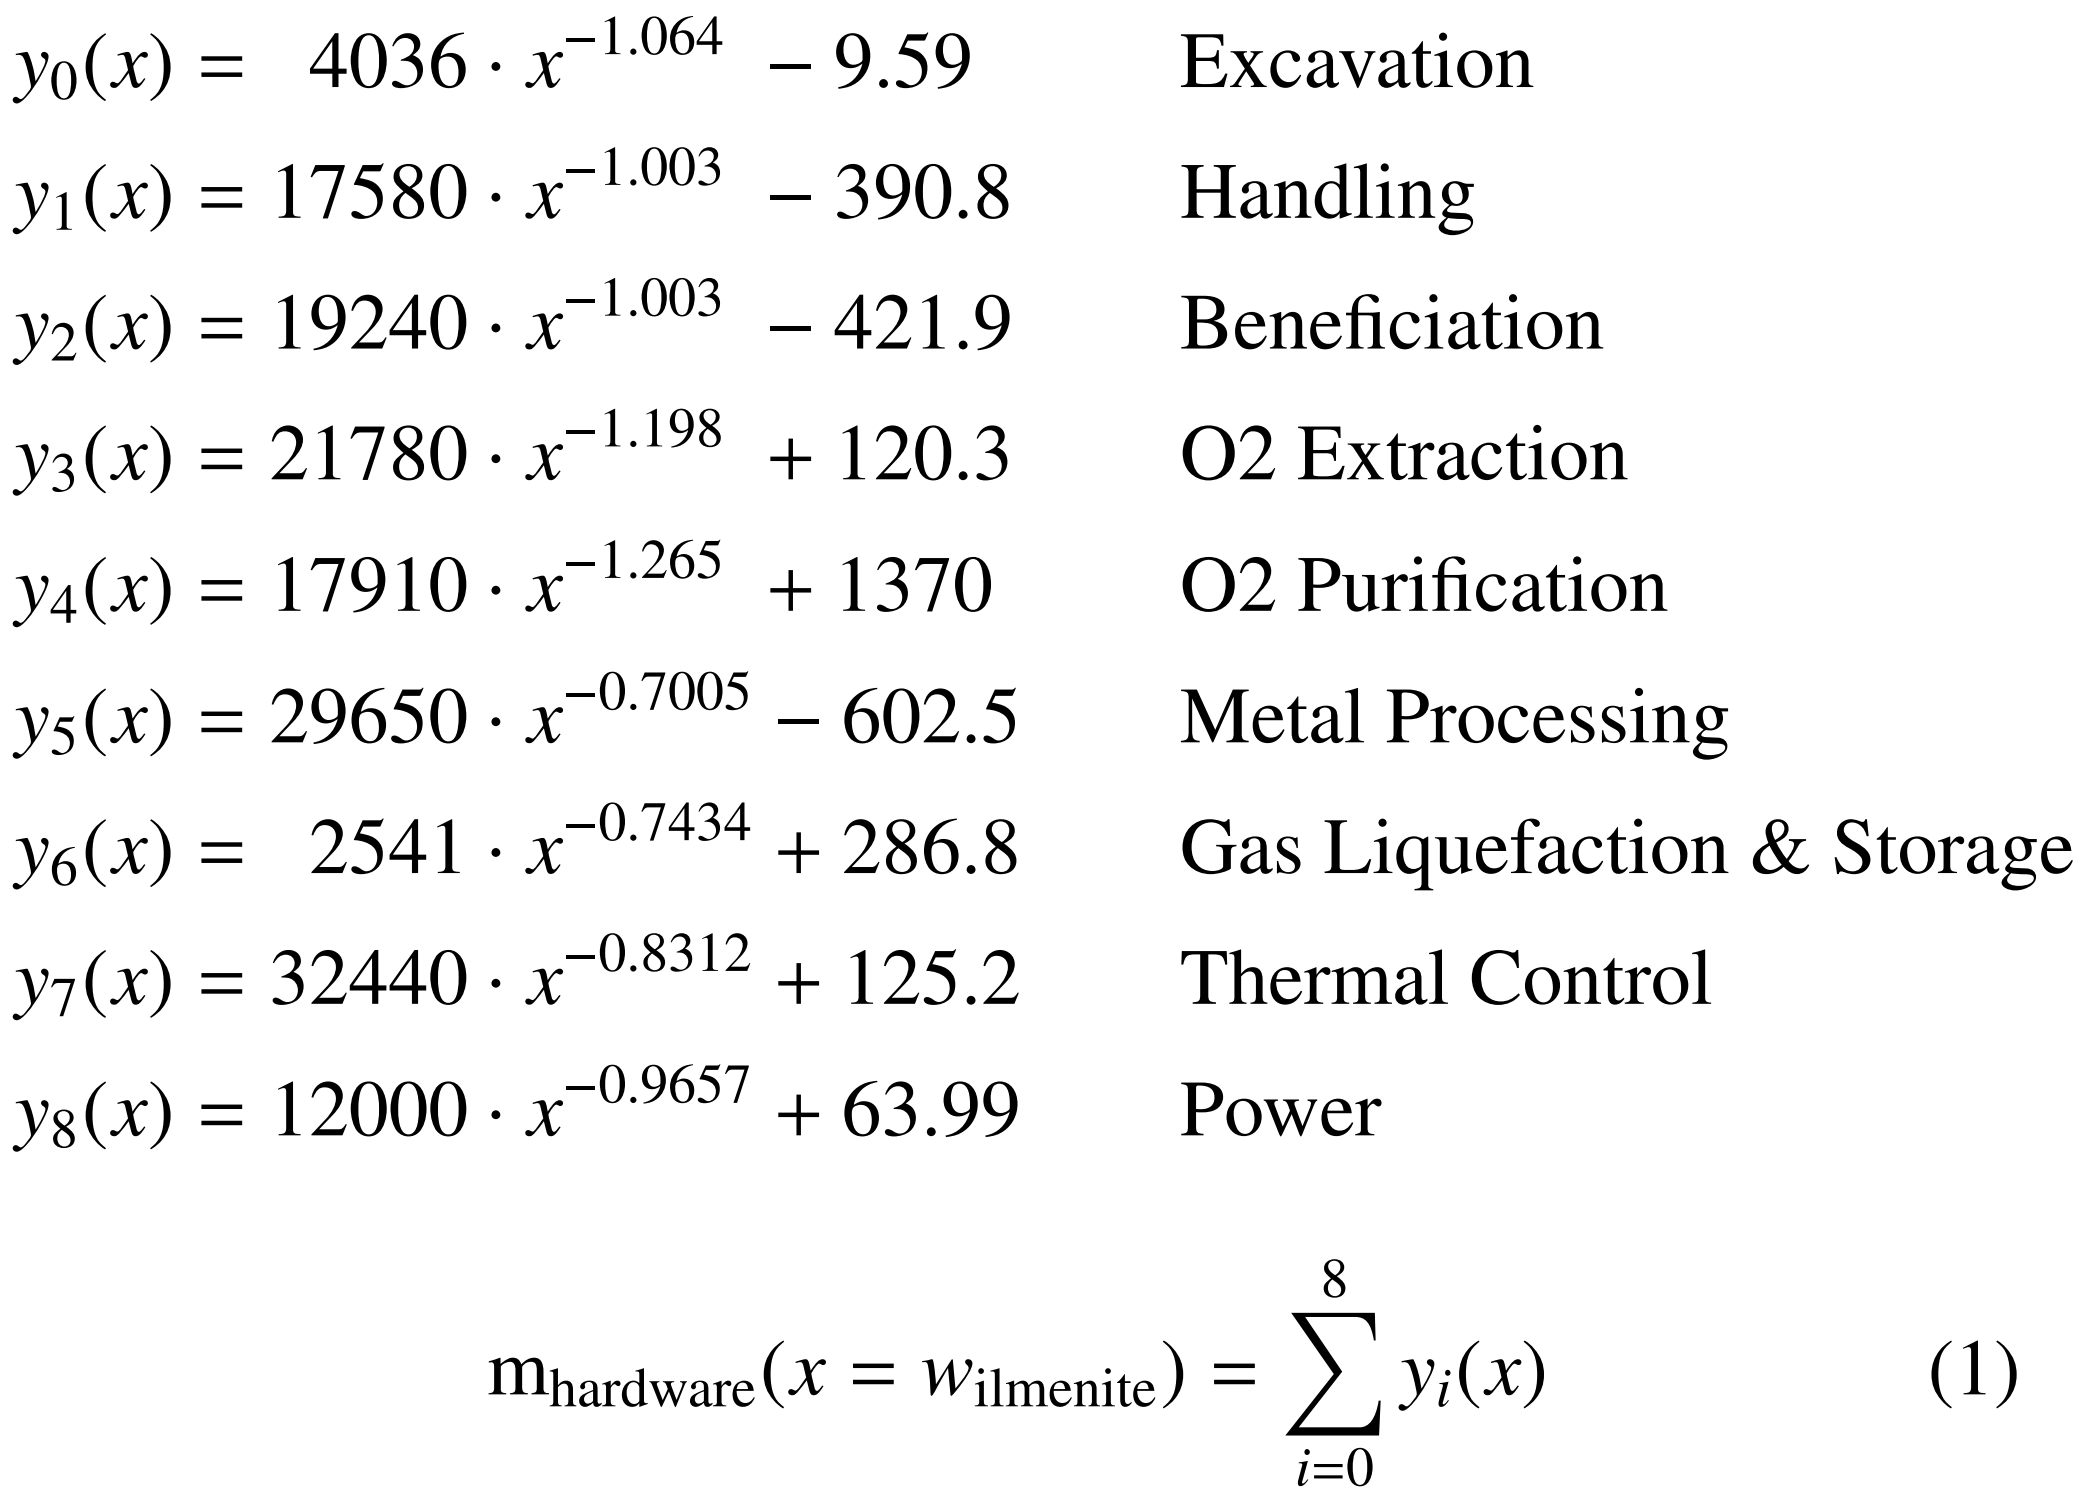 y₀(x) = 4036 · x^−1.064 − 9.59 Excavation
y₁(x) = 17580 · x^−1.003 − 390.8 Handling
y₂(x) = 19240 · x^−1.003 − 421.9 Beneficiation
y₃(x) = 21780 · x^−1.198 + 120.3 O2 Extraction
y₄(x) = 17910 · x^−1.265 + 1370 O2 Purification
y₅(x) = 29650 · x^−0.7005 − 602.5 Metal Processing
y₆(x) = 2541 · x^−0.7434 + 286.8 Gas Liquefaction & Storage
y₇(x) = 32440 · x^−0.8312 + 125.2 Thermal Control
y₈(x) = 12000 · x^−0.9657 + 63.99 Power
m_hardware(x = w_ilmenite) = ∑_{i=0}^{8} y_i(x) (1)